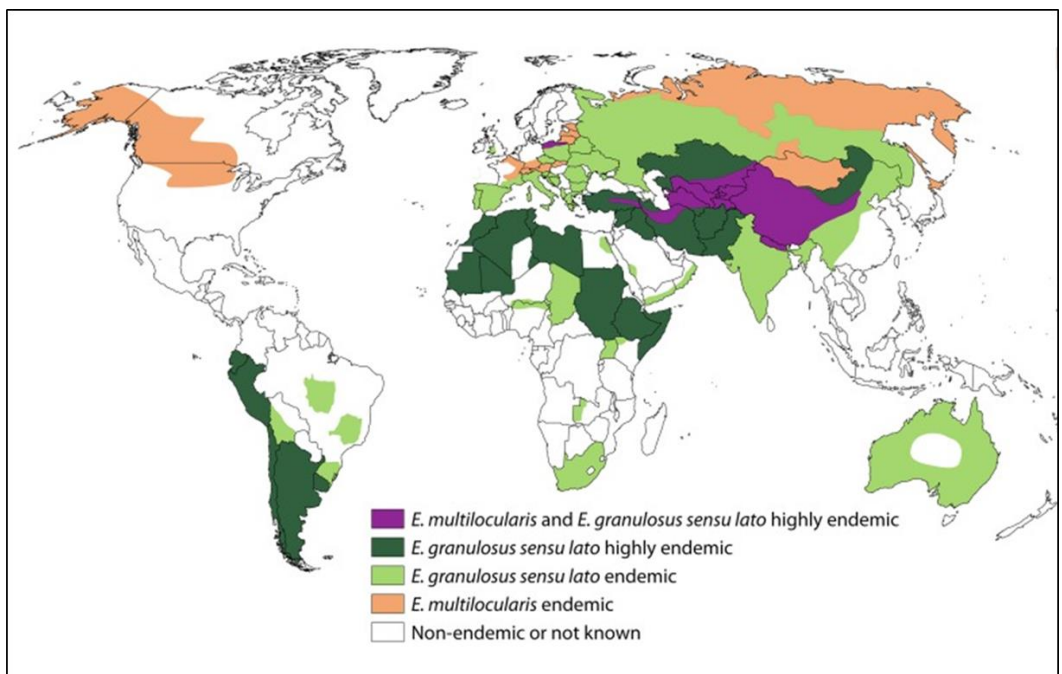 E. multilocularis and E. granulosus sensu lato highly endemic
E. granulosus sensu lato highly endemic
E. granulosus sensu lato endemic
E. multilocularis endemic
Non-endemic or not known